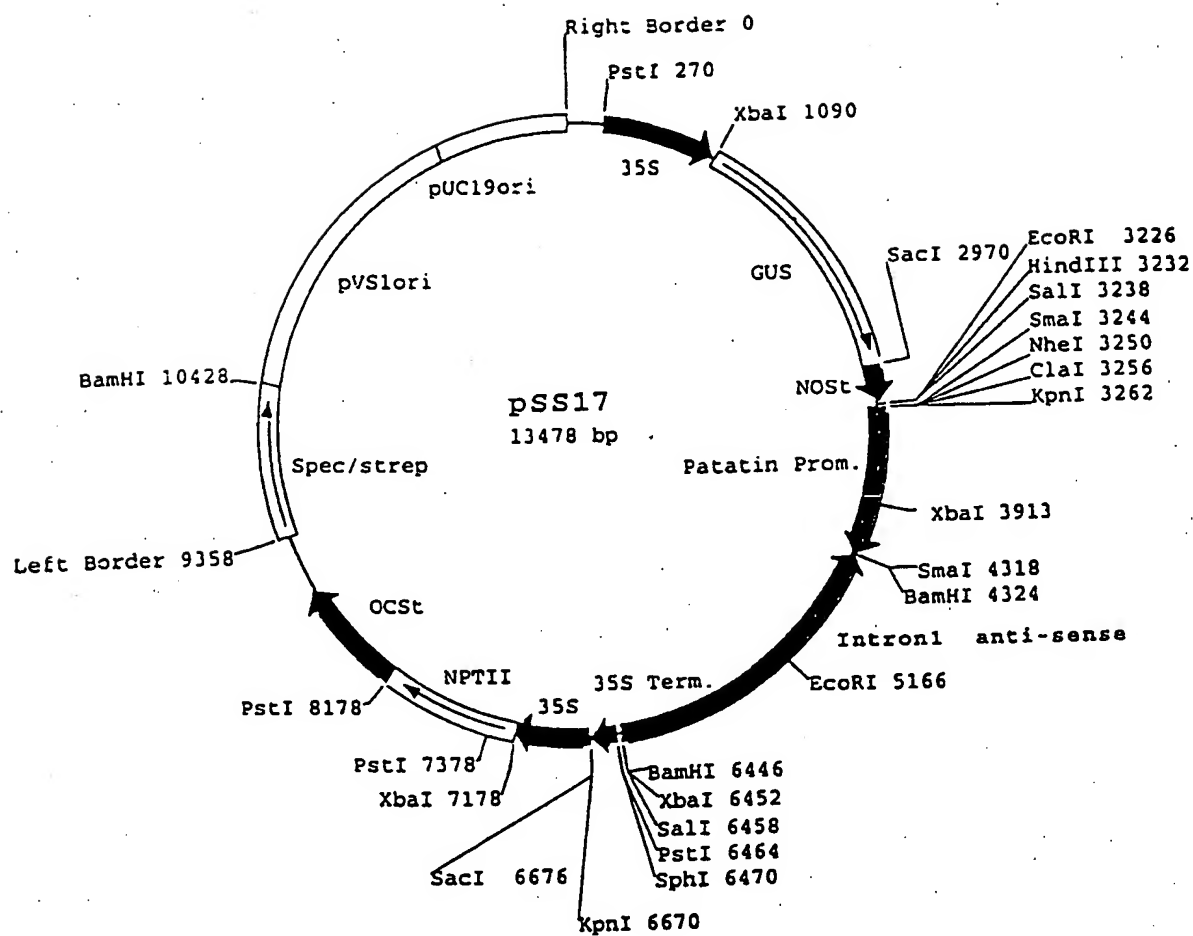 Right Border 0
PstI 270
XbaI 1090
35S
pUC19ori
GUS
SacI 2970
EcoRI 3226
HindIII 3232
SalI 3238
SmaI 3244
NheI 3250
ClaI 3256
KpnI 3262
pVS1ori
BamHI 10428
NOSt
pSS17
13478 bp
Patatin Prom.
Spec/strep
XbaI 3913
Left Border 9358
SmaI 4318
BamHI 4324
OCSt
Intron1 anti-sense
NPTII
35S Term.
EcoRI 5166
PstI 8178
35S
PstI 7378
XbaI 7178
BamHI 6446
XbaI 6452
SalI 6458
PstI 6464
SphI 6470
SacI 6676
KpnI 6670